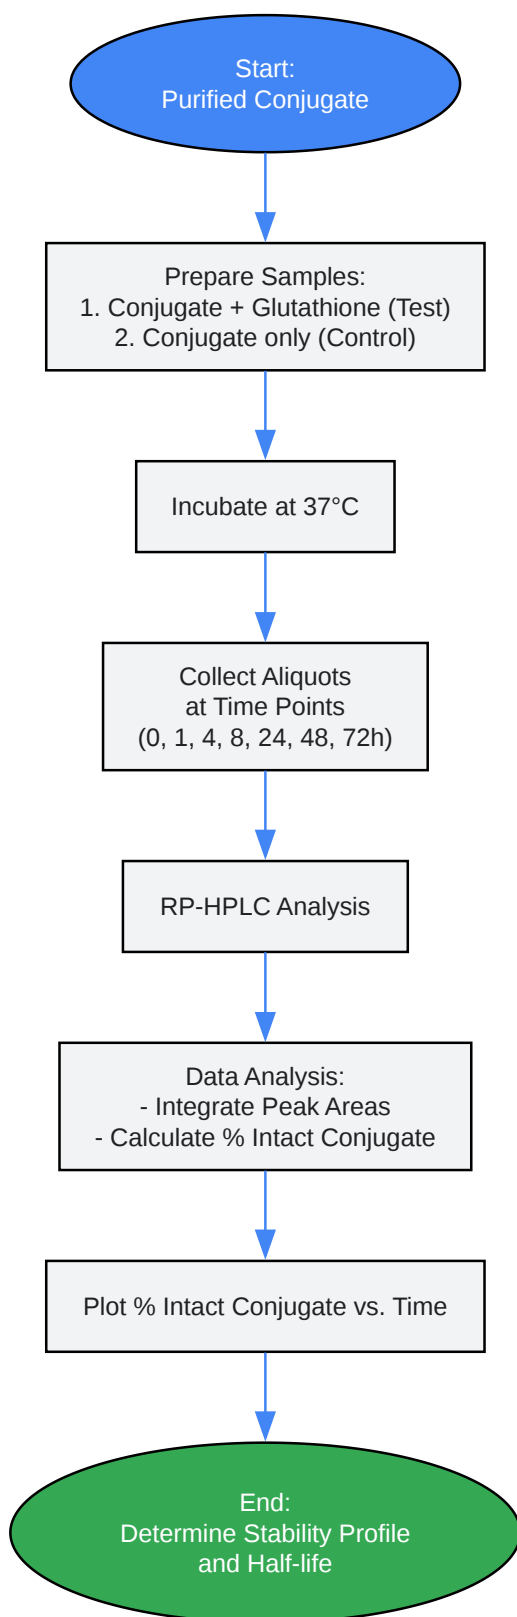 Start:
Purified Conjugate
Prepare Samples:
1. Conjugate + Glutathione (Test)
2. Conjugate only (Control)
Incubate at 37°C
Collect Aliquots
at Time Points
(0, 1, 4, 8, 24, 48, 72h)
RP-HPLC Analysis
Data Analysis:
- Integrate Peak Areas
- Calculate % Intact Conjugate
Plot % Intact Conjugate vs. Time
End:
Determine Stability Profile
and Half-life